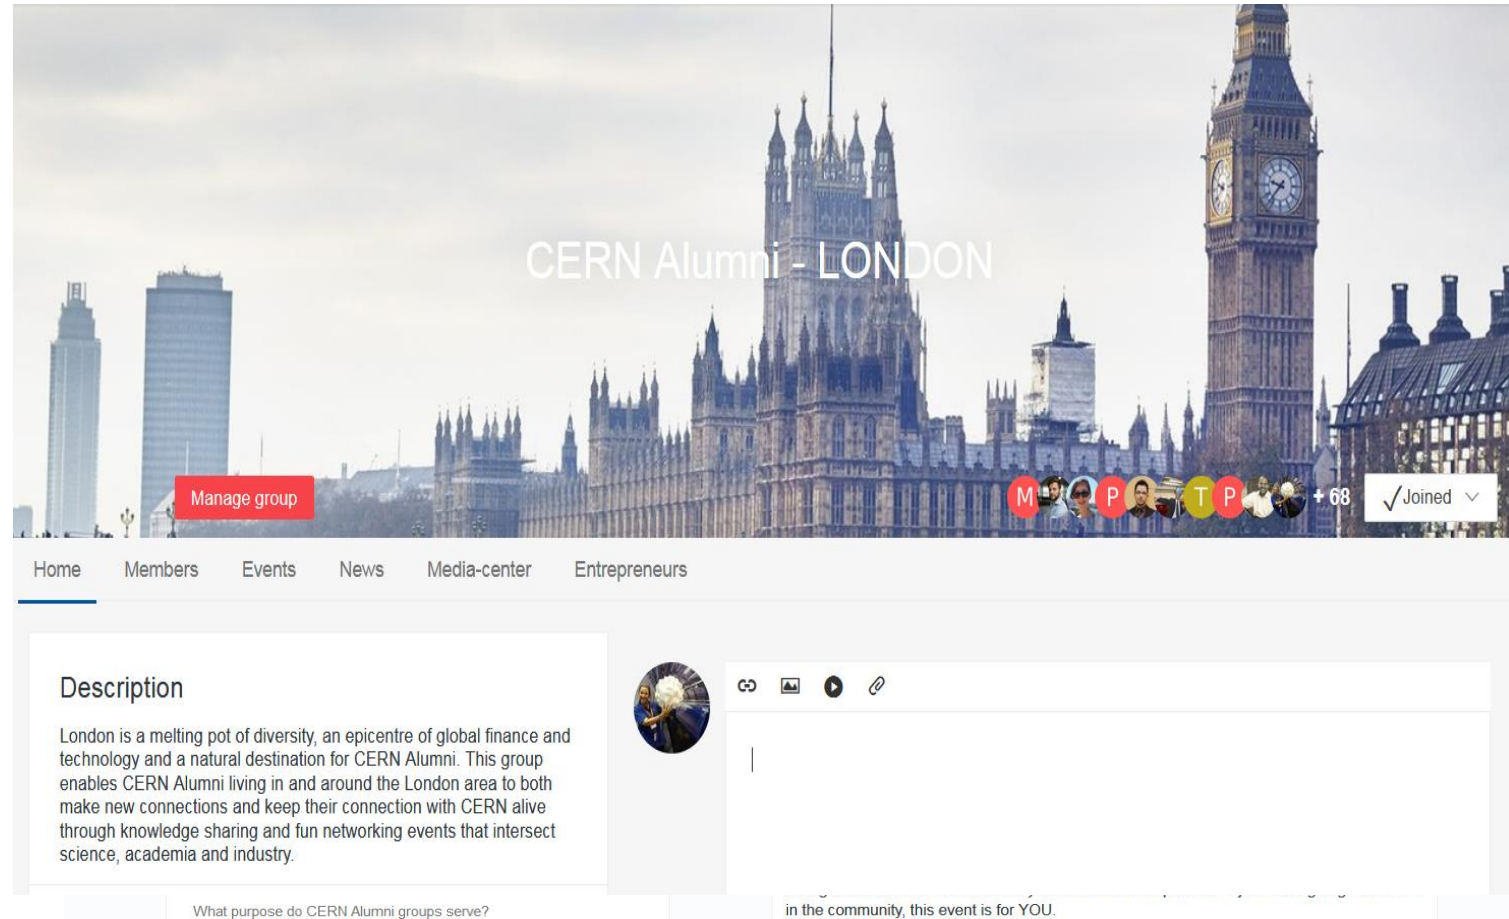 CERN Alumni - LONDON
Manage group
M P T P + 68 Joined
Home Members Events News Media-center Entrepreneurs
Description
London is a melting pot of diversity, an epicentre of global finance and
technology and a natural destination for CERN Alumni. This group
enables CERN Alumni living in and around the London area to both
make new connections and keep their connection with CERN alive
through knowledge sharing and fun networking events that intersect
science, academia and industry.
What purpose do CERN Alumni groups serve?
in the community, this event is for YOU.